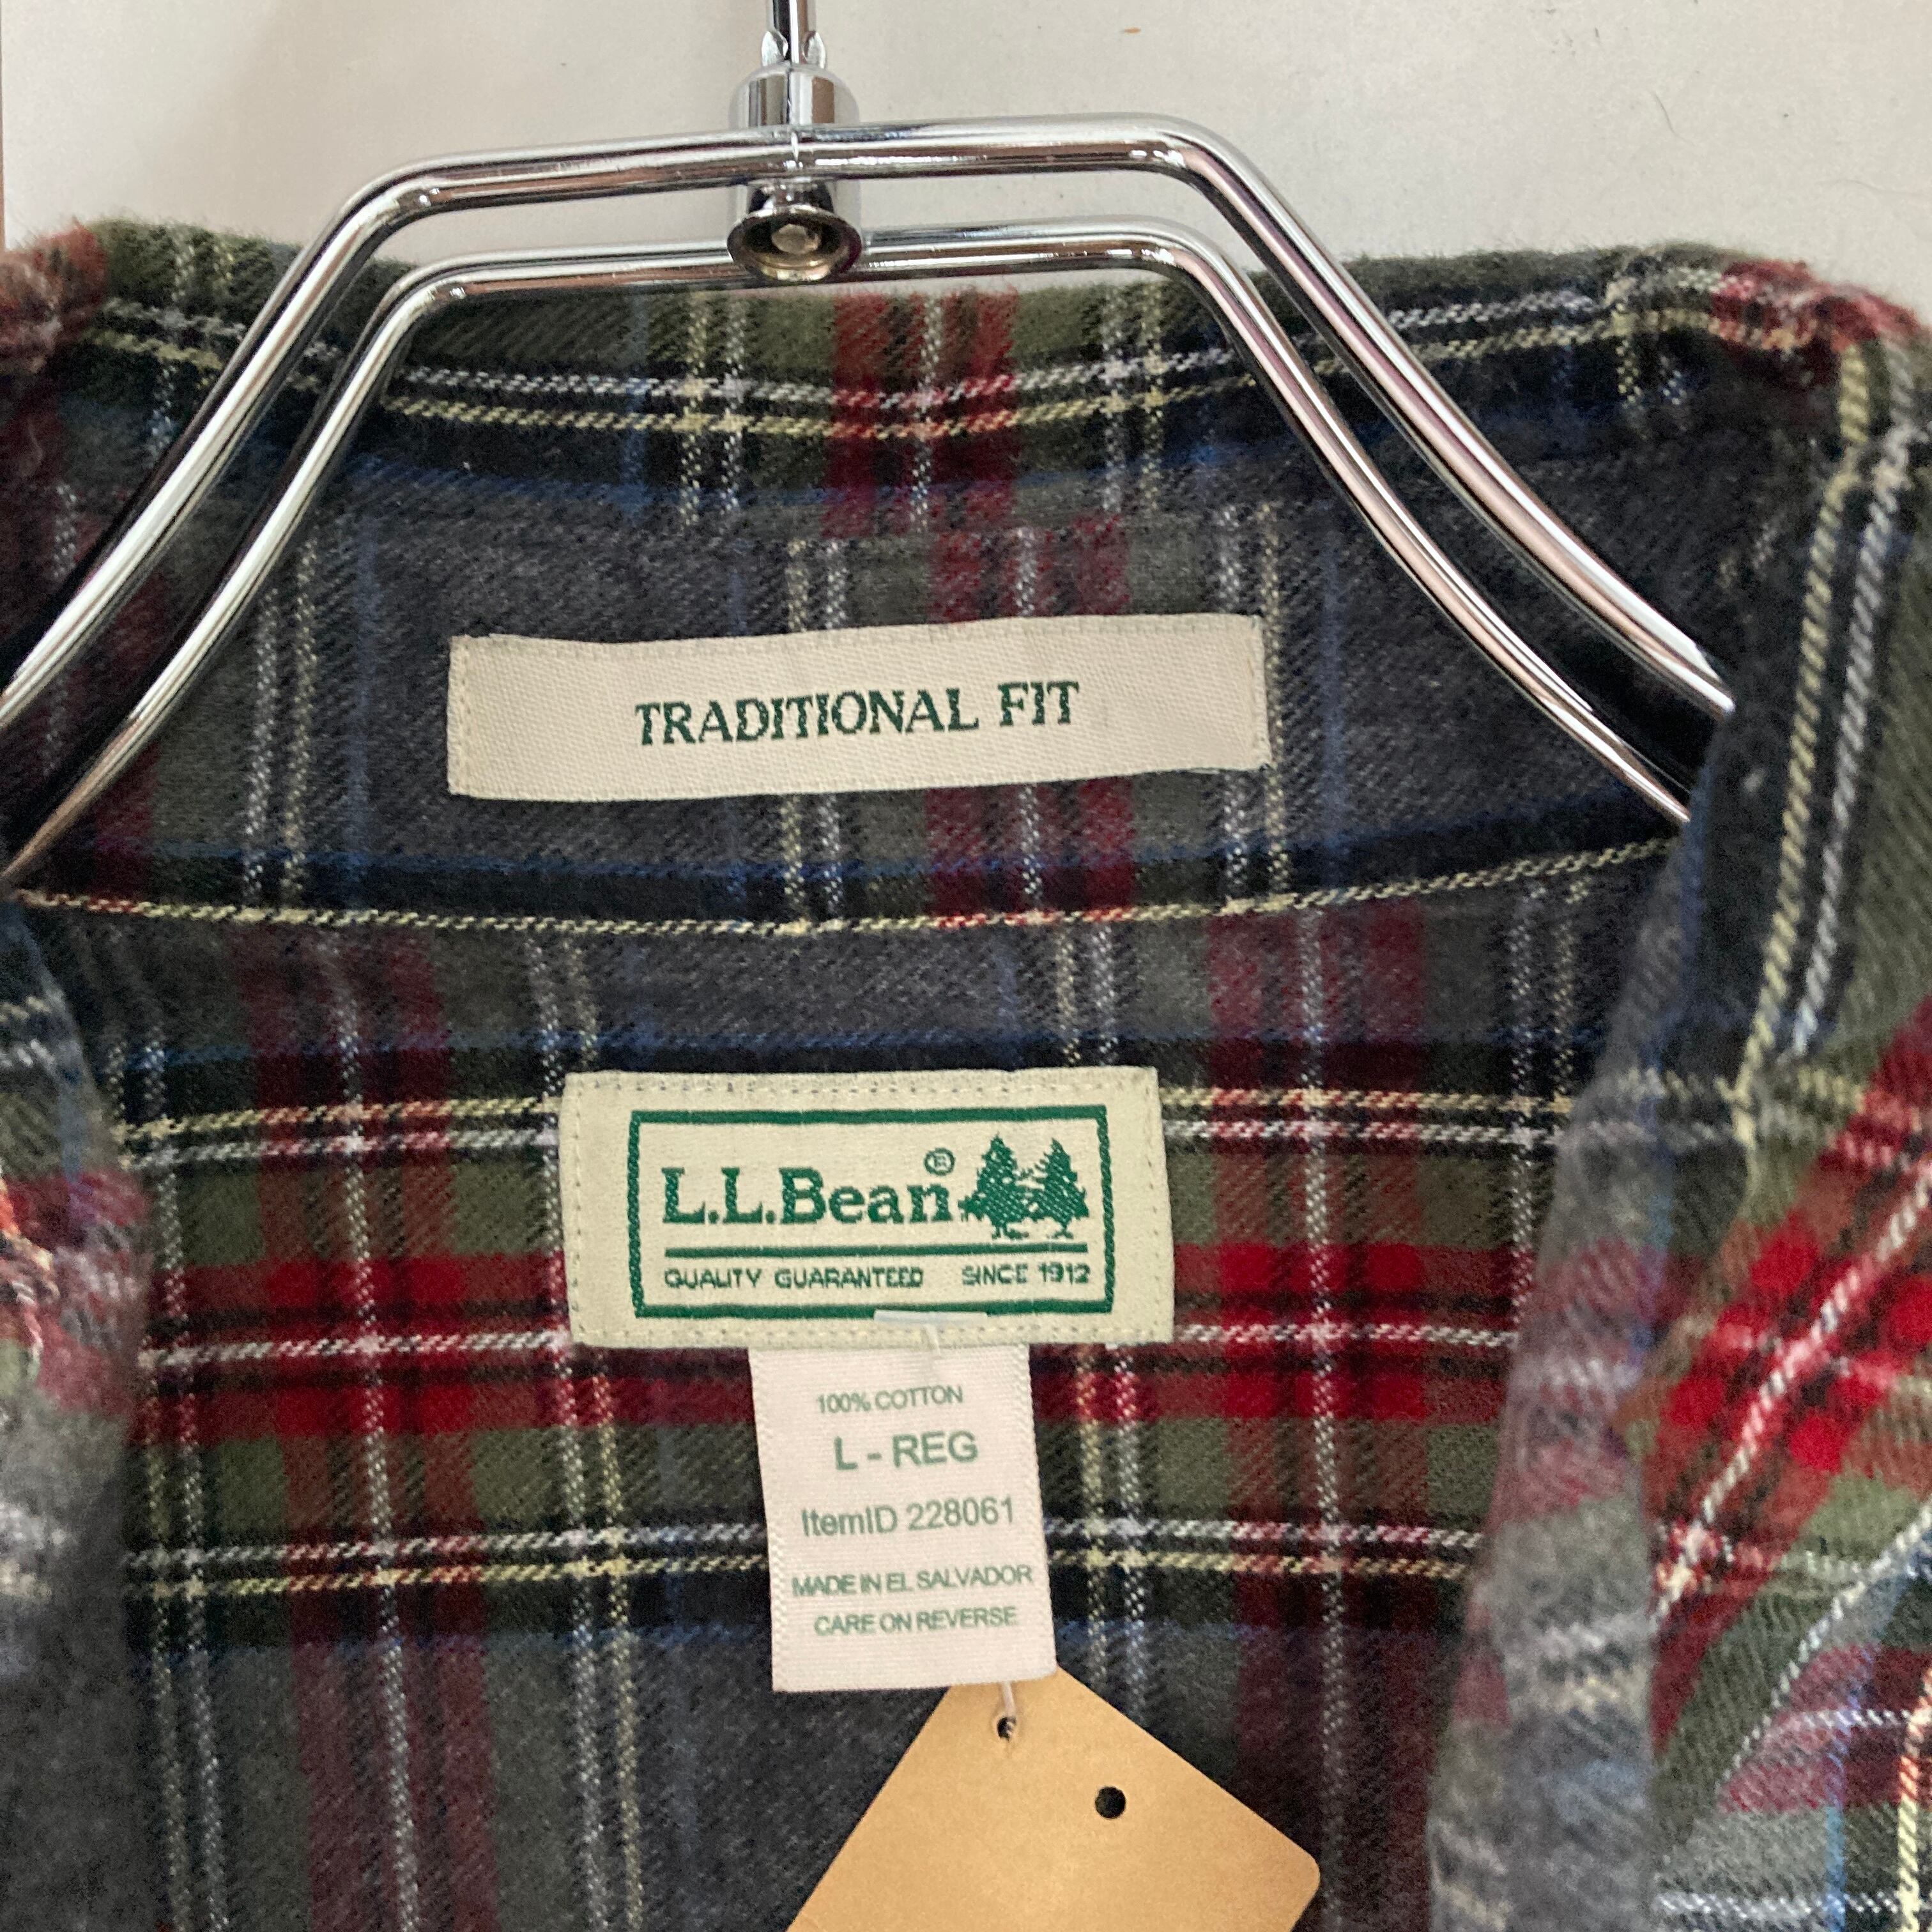 TRADITIONAL FIT
L.L.Bean®
QUALITY GUARANTEED SINCE 1912
100% COTTON
L - REG
ItemID 228061
MADE IN EL SALVADOR
CARE ON REVERSE